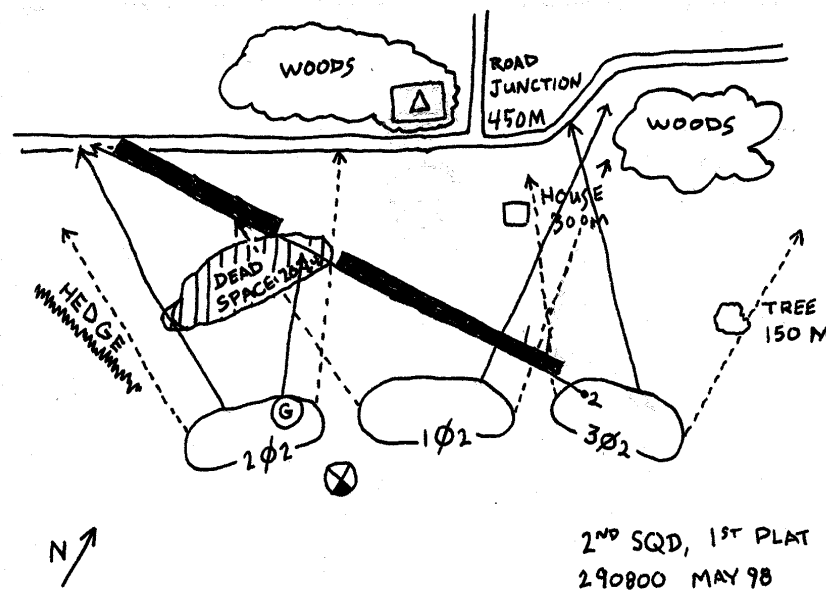 WOODS
ROAD
JUNCTION
450M
WOODS
HOUSE
300M
DEAD
SPACE
HEDGE
TREE
150 M
G
2
2Ø2
1Ø2
3Ø2
N
2ND SQD, 1ST PLAT
290800 MAY 98